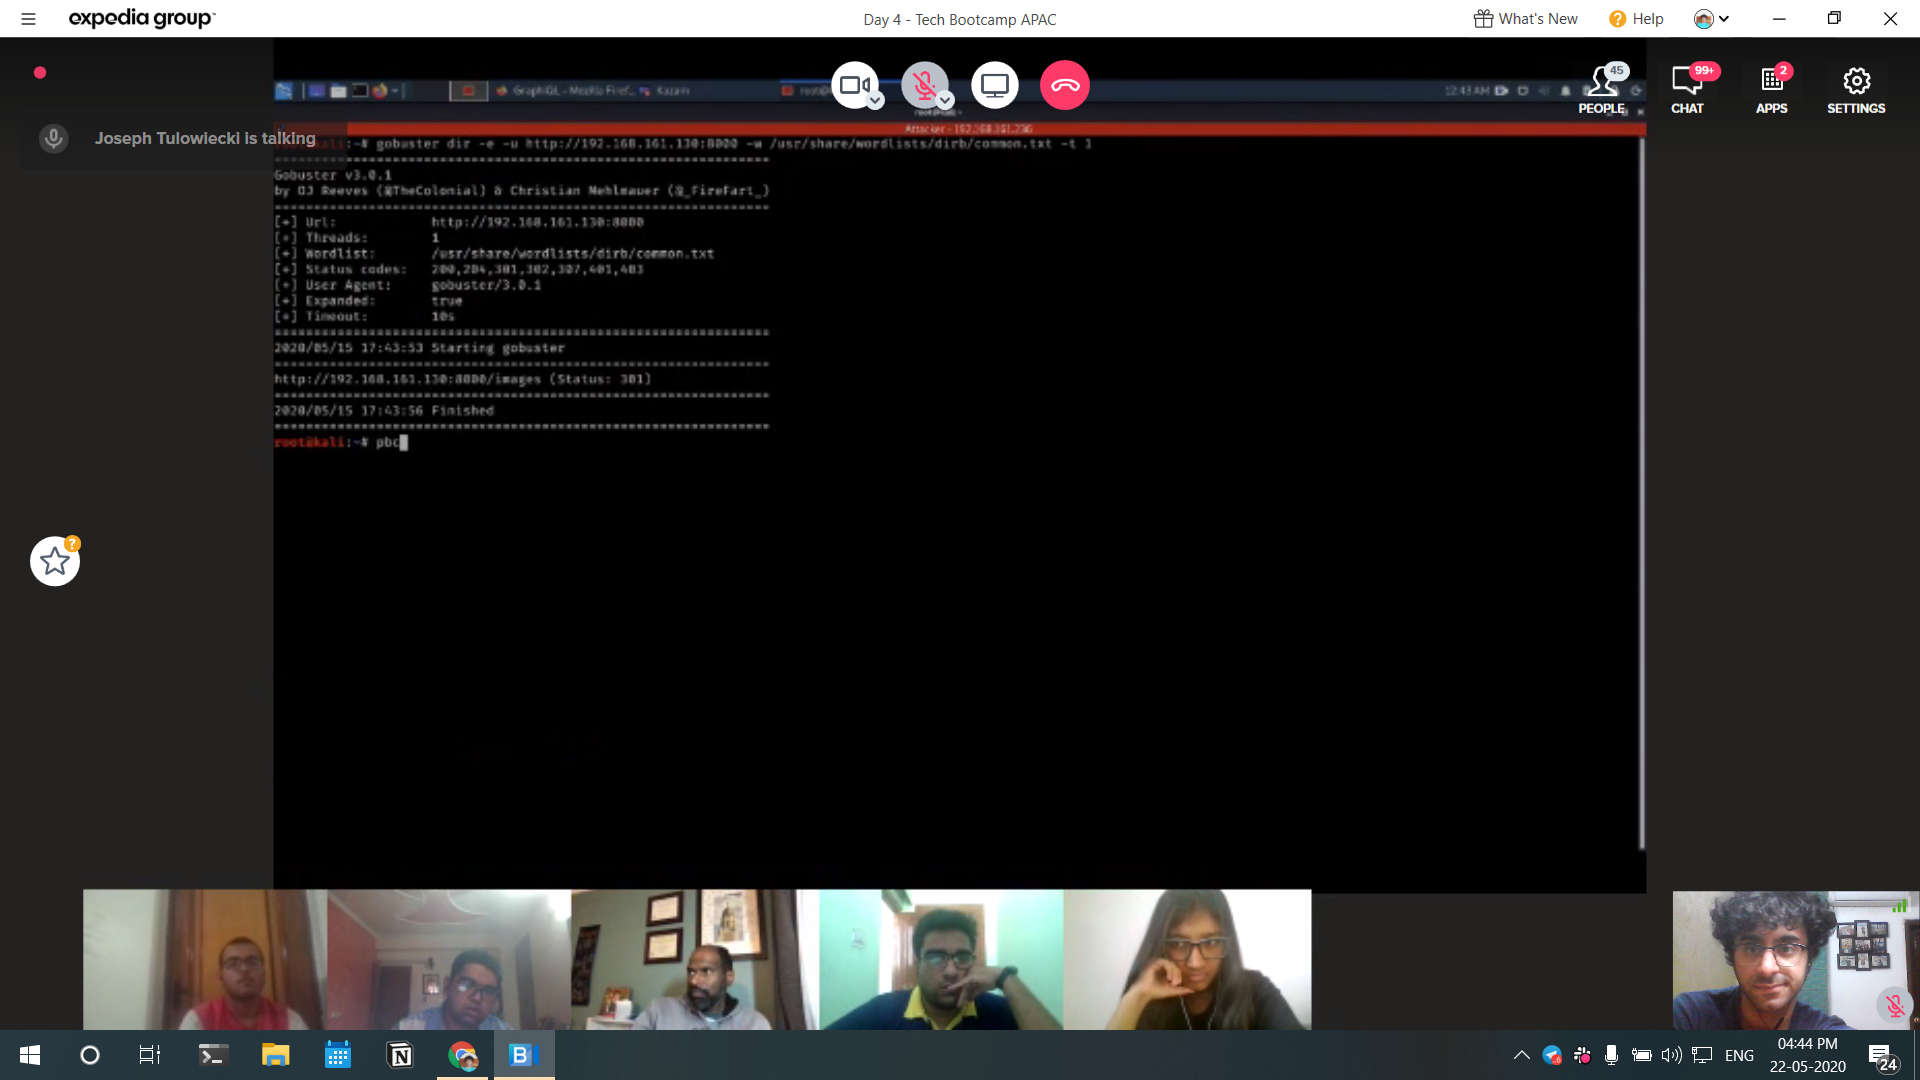 expedia group™
Day 4 - Tech Bootcamp APAC
What's New
? Help
GraphiQL - Mozilla Firef..
Kazam
12:43 AM
45
99+
2
PEOPLE
CHAT
APPS
SETTINGS
Joseph Tulowiecki is talking
Attacker - 192.168.161.236
:~# gobuster dir -e -u http://192.168.161.130:8000 -w /usr/share/wordlists/dirb/common.txt -t 1
===============================================================
Gobuster v3.0.1
by OJ Reeves (@TheColonial) & Christian Mehlmauer (@_FireFart_)
===============================================================
[+] Url: http://192.168.161.130:8000
[+] Threads: 1
[+] Wordlist: /usr/share/wordlists/dirb/common.txt
[+] Status codes: 200,204,301,302,307,401,403
[+] User Agent: gobuster/3.0.1
[+] Expanded: true
[+] Timeout: 10s
===============================================================
2020/05/15 17:43:53 Starting gobuster
===============================================================
http://192.168.161.130:8000/images (Status: 301)
===============================================================
2020/05/15 17:43:56 Finished
===============================================================
root@kali:~# pbc
?
N
B
ENG
04:44 PM
22-05-2020
24